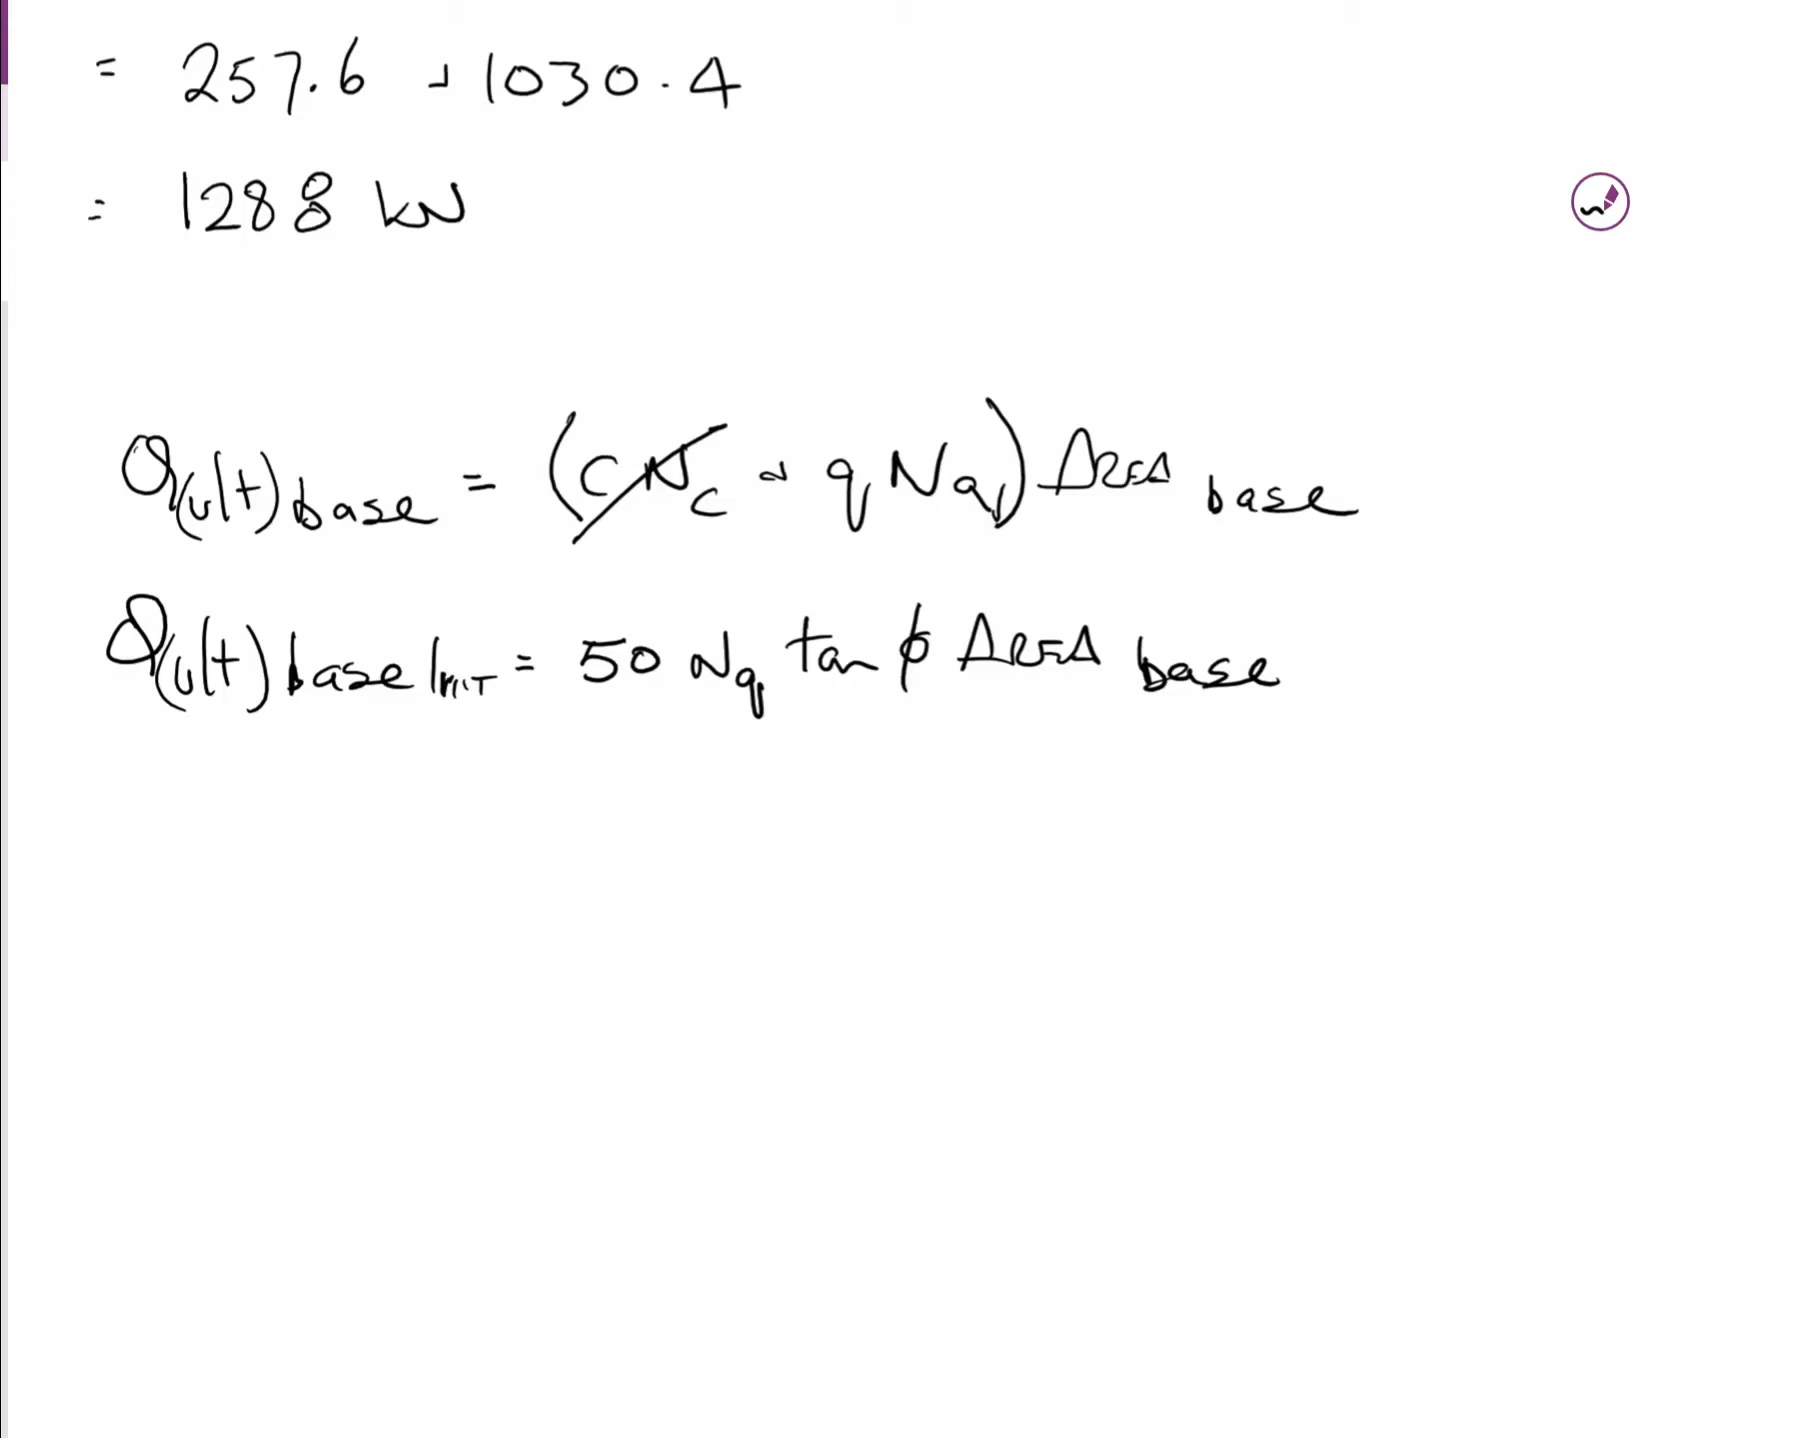 = 257.6 + 1030.4
= 1288 kN
Q(ult) base = (cNc + qNq) AREA base
Q(ult) base limit = 50 Nq tan ϕ AREA base